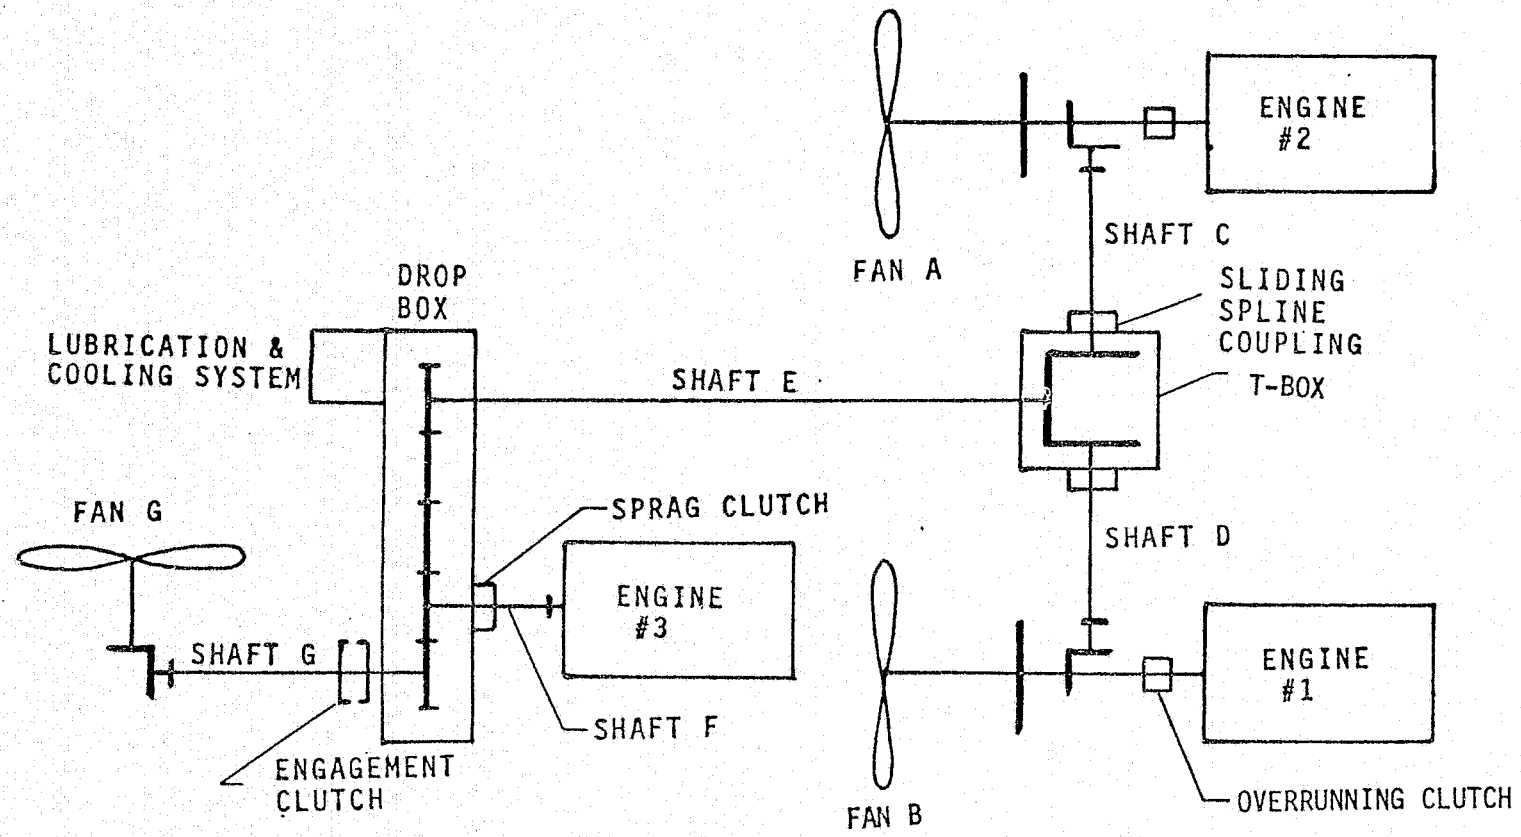 ENGINE
#2
SHAFT C
FAN A
SLIDING
SPLINE
COUPLING
T-BOX
DROP
BOX
LUBRICATION &
COOLING SYSTEM
SHAFT E
FAN G
SPRAG CLUTCH
ENGINE
#3
SHAFT D
SHAFT G
SHAFT F
ENGINE
#1
ENGAGEMENT
CLUTCH
FAN B
OVERRUNNING CLUTCH